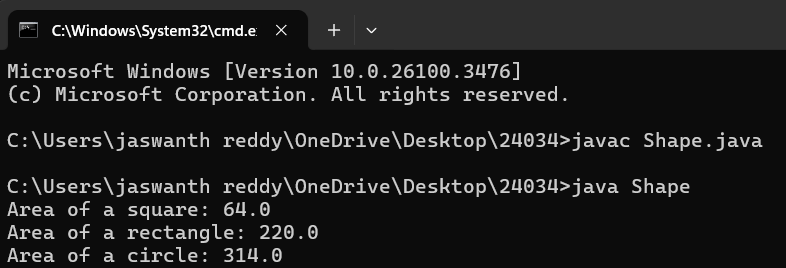 C:\Windows\System32\cmd.e
Microsoft Windows [Version 10.0.26100.3476]
(c) Microsoft Corporation. All rights reserved.
C:\Users\jaswanth reddy\OneDrive\Desktop\24034>javac Shape.java
C:\Users\jaswanth reddy\OneDrive\Desktop\24034>java Shape
Area of a square: 64.0
Area of a rectangle: 220.0
Area of a circle: 314.0